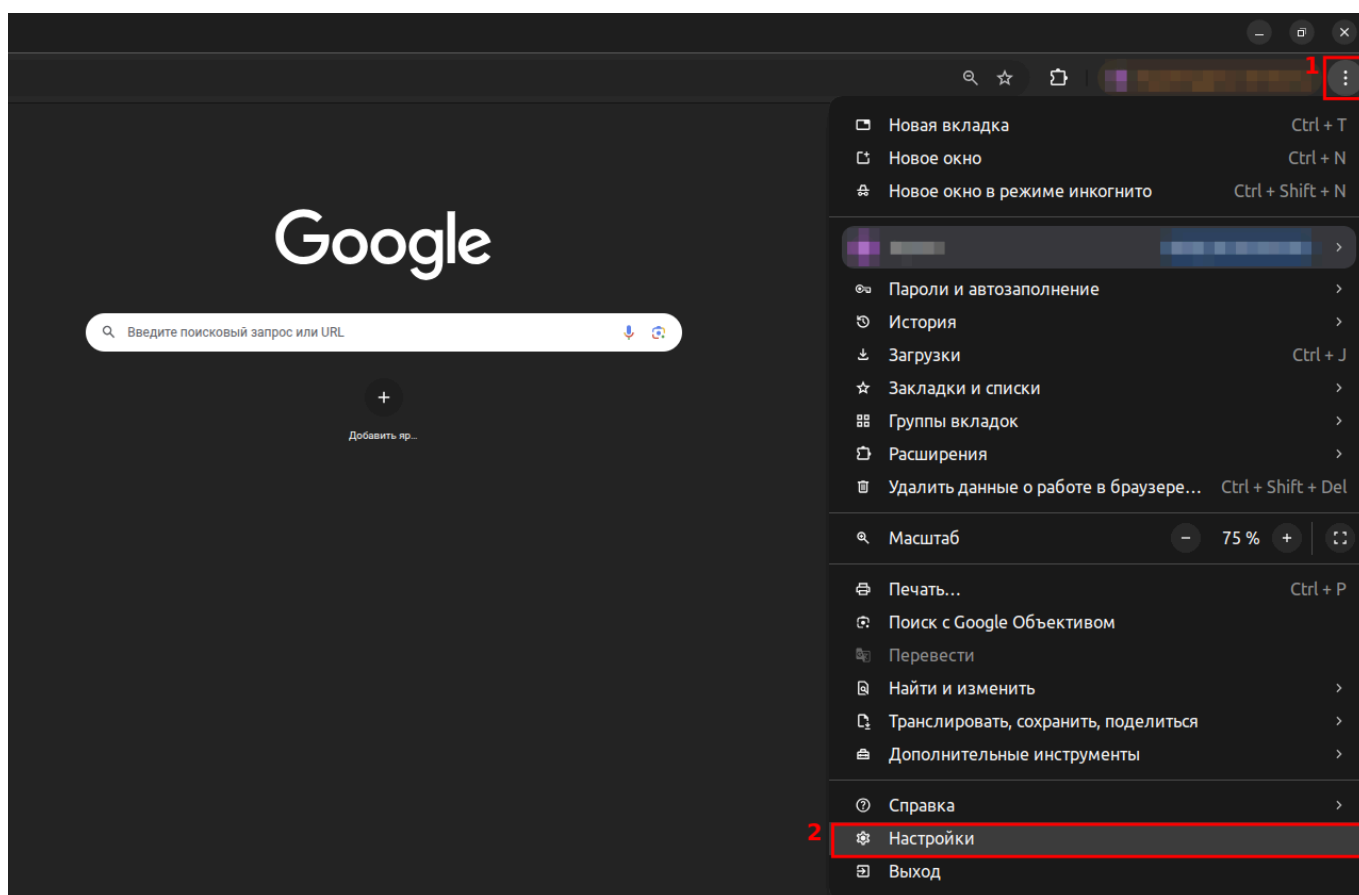 1
Новая вкладка Ctrl + T
Новое окно Ctrl + N
Новое окно в режиме инкогнито Ctrl + Shift + N
Google
Введите поисковый запрос или URL
Добавить яр...
Пароли и автозаполнение
История
Загрузки Ctrl + J
Закладки и списки
Группы вкладок
Расширения
Удалить данные о работе в браузере... Ctrl + Shift + Del
Масштаб − 75 % +
Печать... Ctrl + P
Поиск с Google Объективом
Перевести
Найти и изменить
Транслировать, сохранить, поделиться
Дополнительные инструменты
Справка
2 Настройки
Выход